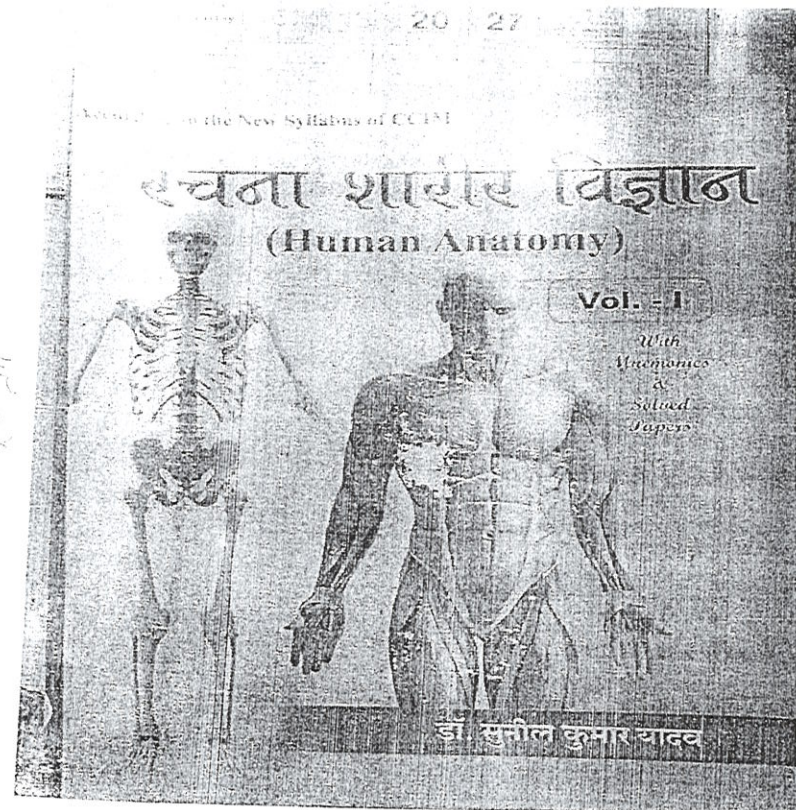 20 27
the New Syllabus of CCIM
रचना शारीर विज्ञान
(Human Anatomy)
Vol. - I
With
Mnemonics
&
Solved
Papers
डॉ. सुनील कुमार यादव